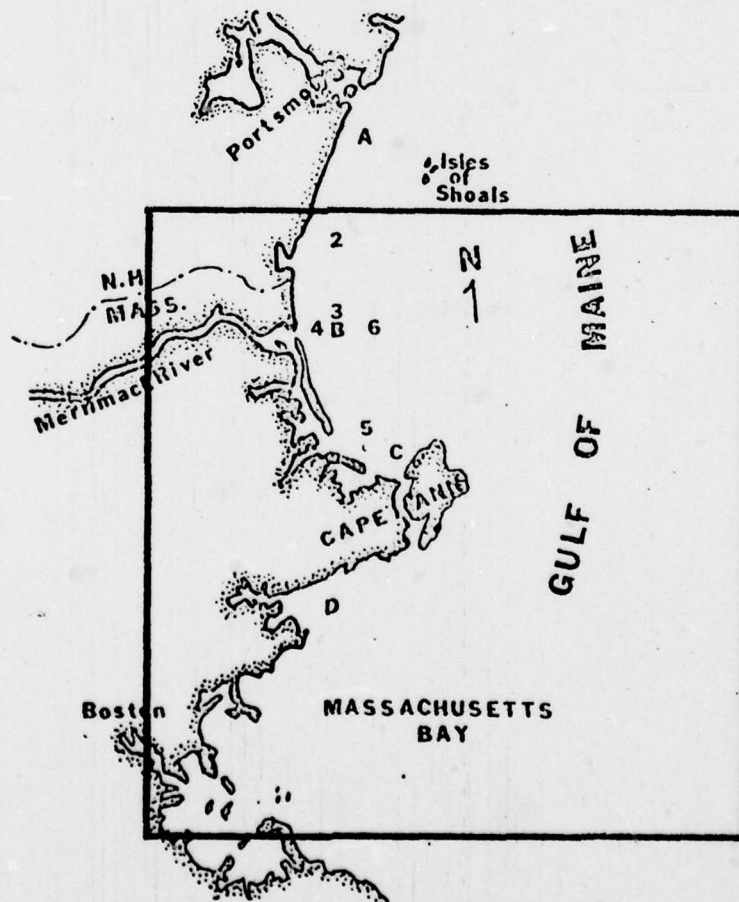 Portsmo
A
Isles
of
Shoals
2
N
N.H
MASS.
3
4 B 6
Merrimack River
GULF OF MAINE
5
C
CAPE ANN
D
Boston
MASSACHUSETTS
BAY